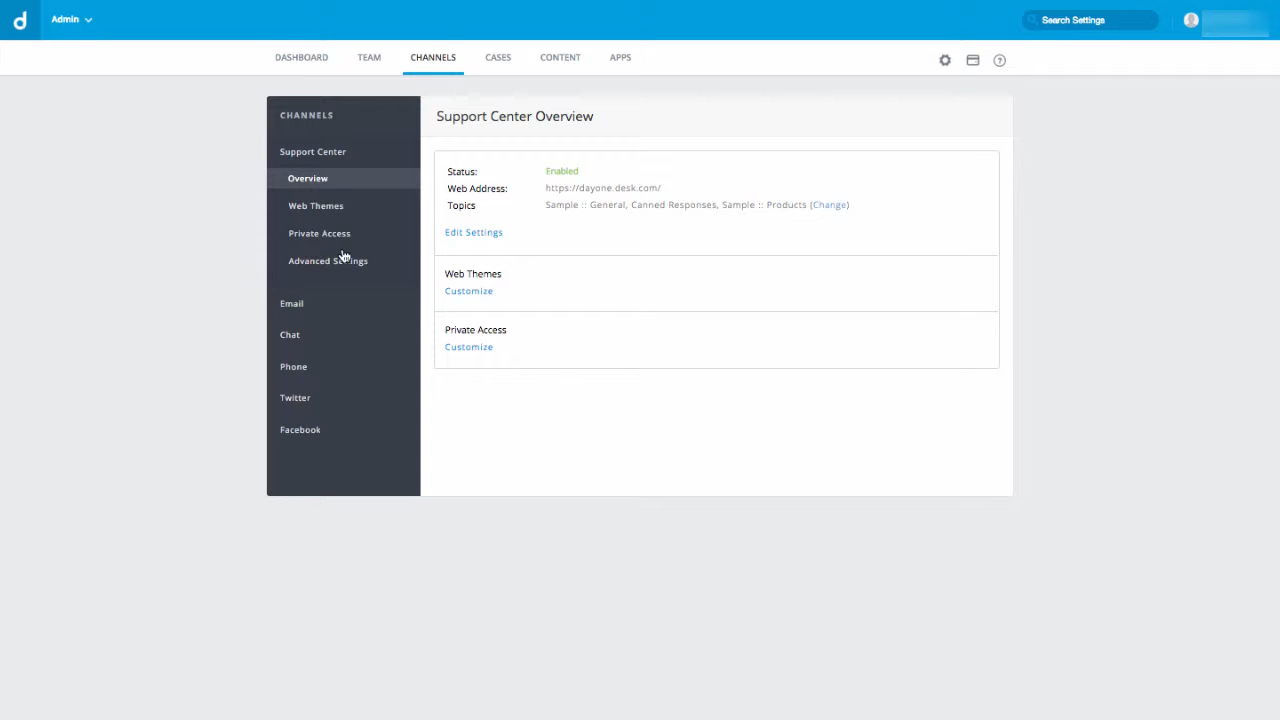 d
Admin
Search Settings
DASHBOARD TEAM CHANNELS CASES CONTENT APPS
?
CHANNELS
Support Center
Overview
Web Themes
Private Access
Advanced Settings
Email
Chat
Phone
Twitter
Facebook
Support Center Overview
Status: Enabled
Web Address: https://dayone.desk.com/
Topics Sample :: General, Canned Responses, Sample :: Products (Change)
Edit Settings
Web Themes
Customize
Private Access
Customize